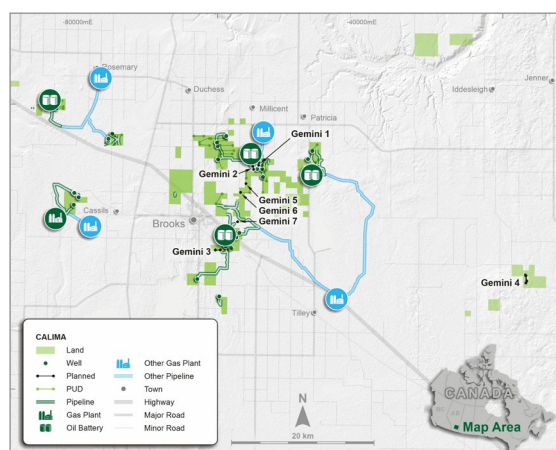 -80000mE
-40000mE
Rosemary
Jenner
Iddesleigh
Duchess
Millicent
Patricia
Gemini 1
Gemini 2
Gemini 5
Gemini 6
Gemini 7
Cassils
Brooks
Gemini 3
Gemini 4
Tilley
CALIMA
Land
Well
Planned
PUD
Pipeline
Gas Plant
Oil Battery
Other Gas Plant
Other Pipeline
Town
Highway
Major Road
Minor Road
N
20 km
CANADA
Map Area